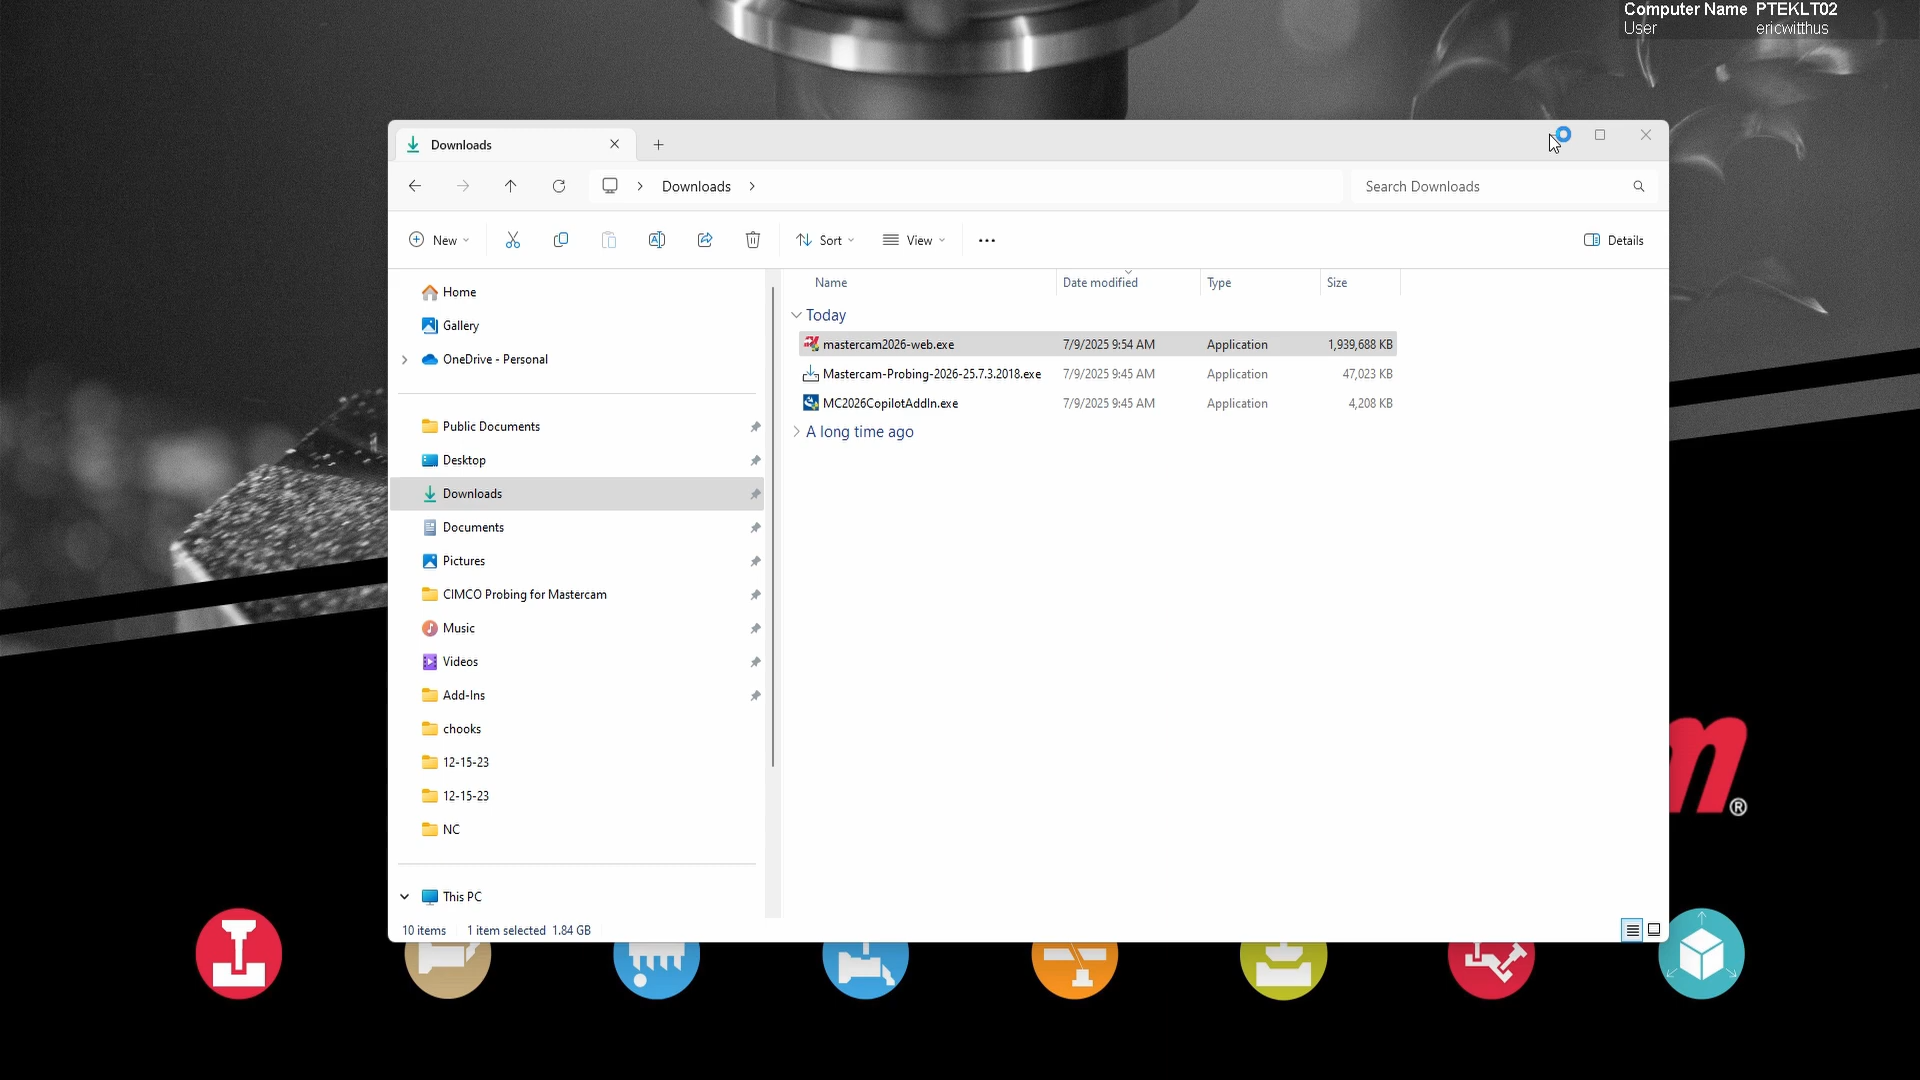 Computer Name PTEKLT02
User ericwitthus
Downloads
Downloads
Search Downloads
New
Sort
View
Details
Home
Gallery
OneDrive - Personal
Public Documents
Desktop
Downloads
Documents
Pictures
CIMCO Probing for Mastercam
Music
Videos
Add-Ins
chooks
12-15-23
12-15-23
NC
This PC
Name Date modified Type Size
Today
mastercam2026-web.exe 7/9/2025 9:54 AM Application 1,939,688 KB
Mastercam-Probing-2026-25.7.3.2018.exe 7/9/2025 9:45 AM Application 47,023 KB
MC2026CopilotAddIn.exe 7/9/2025 9:45 AM Application 4,208 KB
A long time ago
m®
10 items 1 item selected 1.84 GB